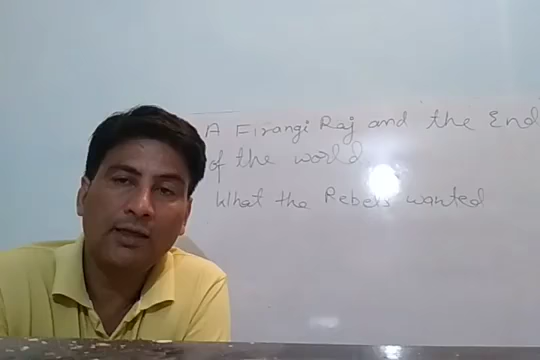 A Firangi Raj and the End
of the world
What the Rebels wanted